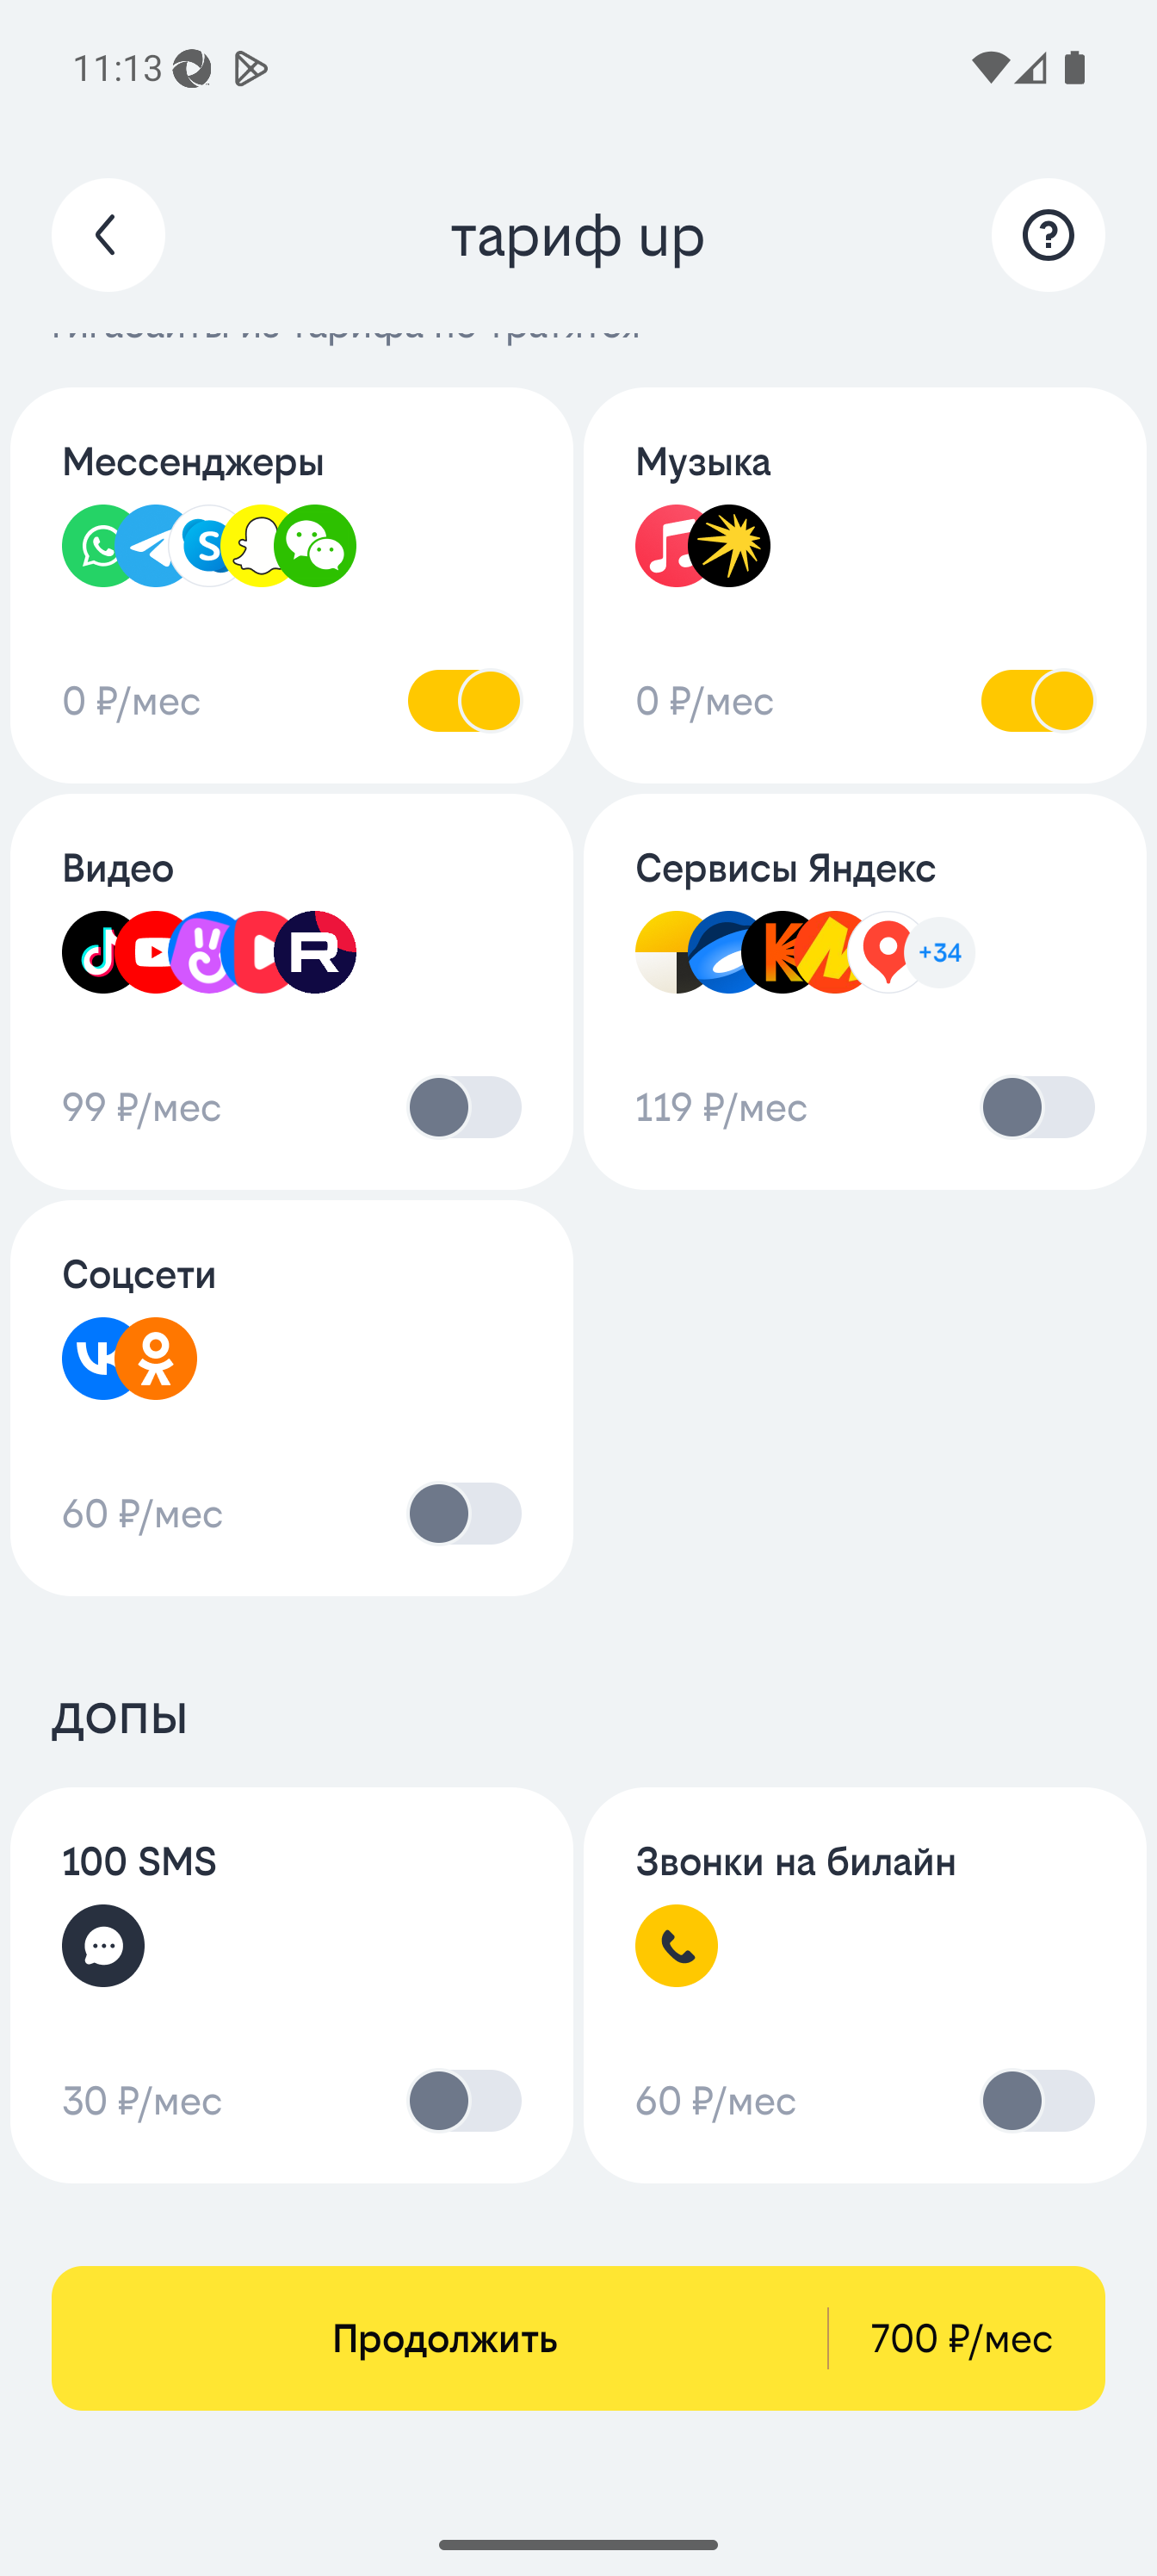 11:13
тариф up
Мессенджеры
Музыка
0 ₽/мес
0 ₽/мес
Видео
Сервисы Яндекс
+34
99 ₽/мес
119 ₽/мес
Соцсети
60 ₽/мес
допы
100 SMS
Звонки на билайн
30 ₽/мес
60 ₽/мес
Продолжить
700 ₽/мес